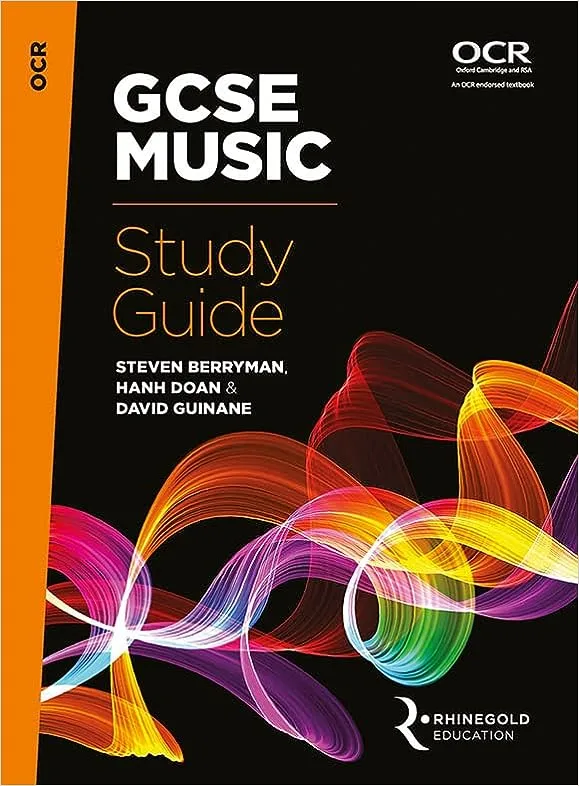 OCR
OCR
Oxford Cambridge and RSA
An OCR endorsed textbook
GCSE
MUSIC
Study
Guide
STEVEN BERRYMAN,
HANH DOAN &
DAVID GUINANE
RHINEGOLD
EDUCATION